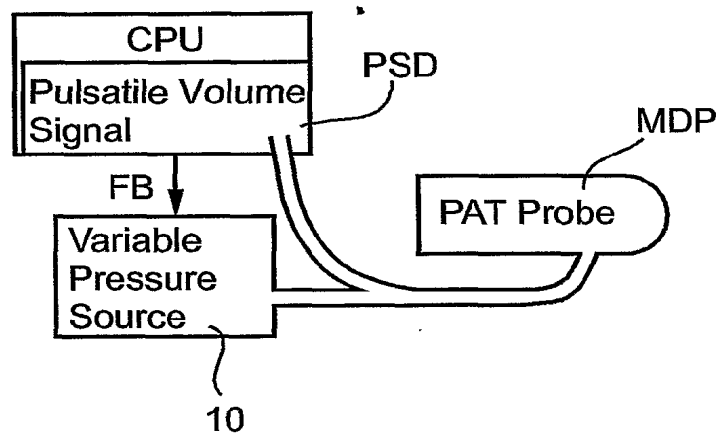 CPU
Pulsatile Volume
Signal
PSD
MDP
FB
PAT Probe
Variable
Pressure
Source
10